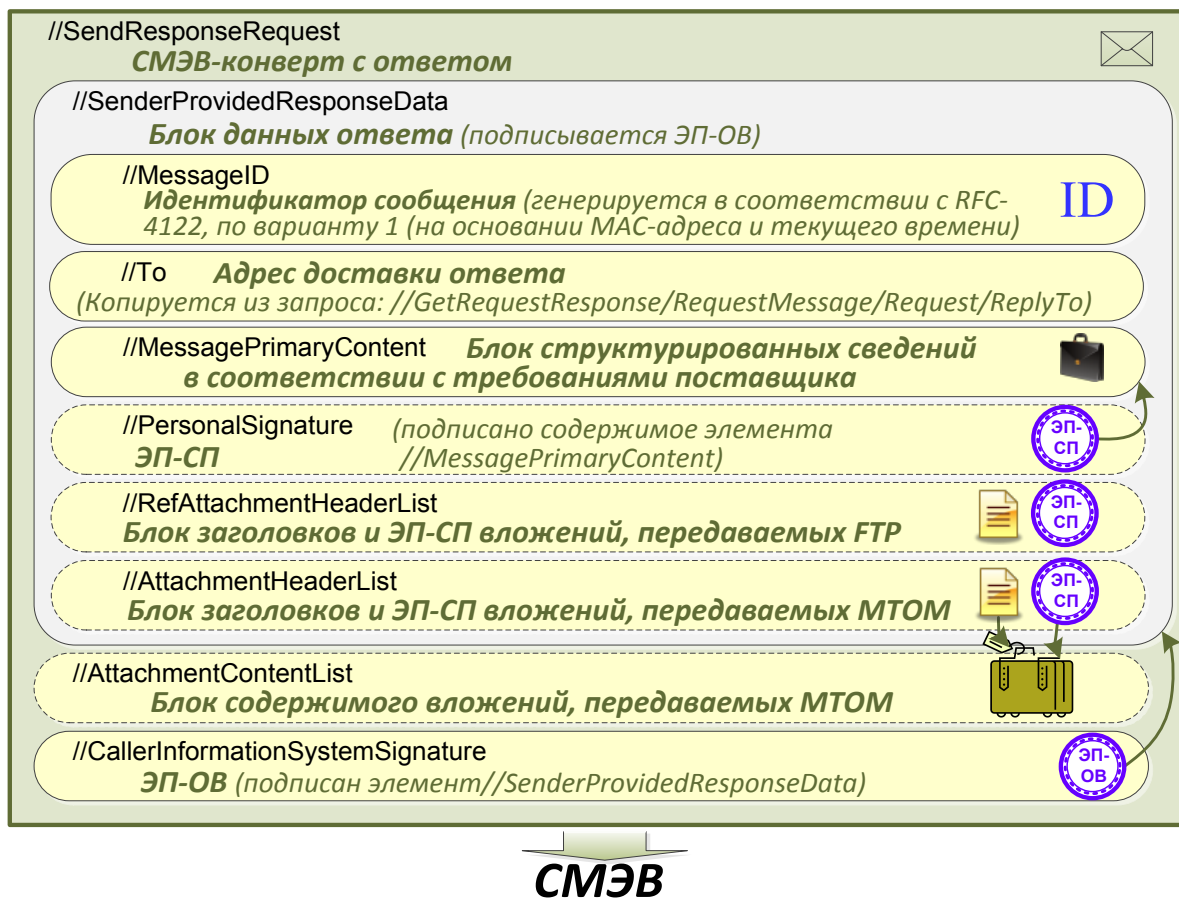 //SendResponseRequest
СМЭВ-конверт с ответом
//SenderProvidedResponseData
Блок данных ответа (подписывается ЭП-ОВ)
//MessageID
Идентификатор сообщения (генерируется в соответствии с RFC-
4122, по варианту 1 (на основании MAC-адреса и текущего времени)
ID
//To Адрес доставки ответа
(Копируется из запроса: //GetRequestResponse/RequestMessage/Request/ReplyTo)
//MessagePrimaryContent Блок структурированных сведений
в соответствии с требованиями поставщика
//PersonalSignature (подписано содержимое элемента
ЭП-СП //MessagePrimaryContent)
ЭП-
СП
//RefAttachmentHeaderList
Блок заголовков и ЭП-СП вложений, передаваемых FTP
ЭП-
СП
//AttachmentHeaderList
Блок заголовков и ЭП-СП вложений, передаваемых MTOM
ЭП-
СП
//AttachmentContentList
Блок содержимого вложений, передаваемых MTOM
//CallerInformationSystemSignature
ЭП-ОВ (подписан элемент//SenderProvidedResponseData)
ЭП-
ОВ
СМЭВ